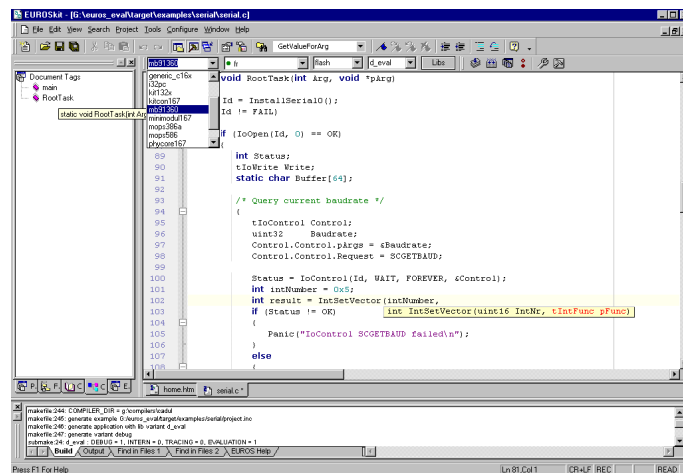 EUROSkit - [G:\euros_eval\target\examples\serial\serial.c]
File Edit View Search Project Tools Configure Window Help
GetValueForArg
mb91360
fr
flash
d_eval
Libs
generic_c16x
i32pc
kit132x
kitcon167
mb91360
minimodul167
mops386a
mops586
phycore167
Document Tags
main
RootTask
static void RootTask(int Arg
void RootTask(int Arg, void *pArg)
Id = InstallSerial0();
Id != FAIL)
if (IoOpen(Id, 0) == OK)
{
89 int Status;
90 tIoWrite Write;
91 static char Buffer[64];
92
93 /* Query current baudrate */
94 {
95 tIoControl Control;
96 uint32 Baudrate;
97 Control.Control.pArgs = &Baudrate;
98 Control.Control.Request = SCGETBAUD;
99
100 Status = IoControl(Id, WAIT, FOREVER, &Control);
101 int intNumber = 0x5;
102 int result = IntSetVector(intNumber,
103 if (Status != OK)
int IntSetVector(uint16 IntNr, tIntFunc pFunc)
104 {
105 Panic("IoControl SCGETBAUD failed\n");
106 }
107 else
108 {
P. F. C C E.
home.htm serial.c *
makefile:244: COMPILER_DIR = g:\compilers\cadul
makefile:245: generate example G:/euros_eval/target/examples/serial/project.inc
makefile:246: generate application with lib variant d_eval
makefile:247: generate variant debug
submake:24: d_eval : DEBUG = 1, INTERN = 0, TRACING = 0, EVALUATION = 1
Build Output Find in Files 1 Find in Files 2 EUROS Help
Press F1 For Help
Ln 81,Col 1 CR+LF REC READ